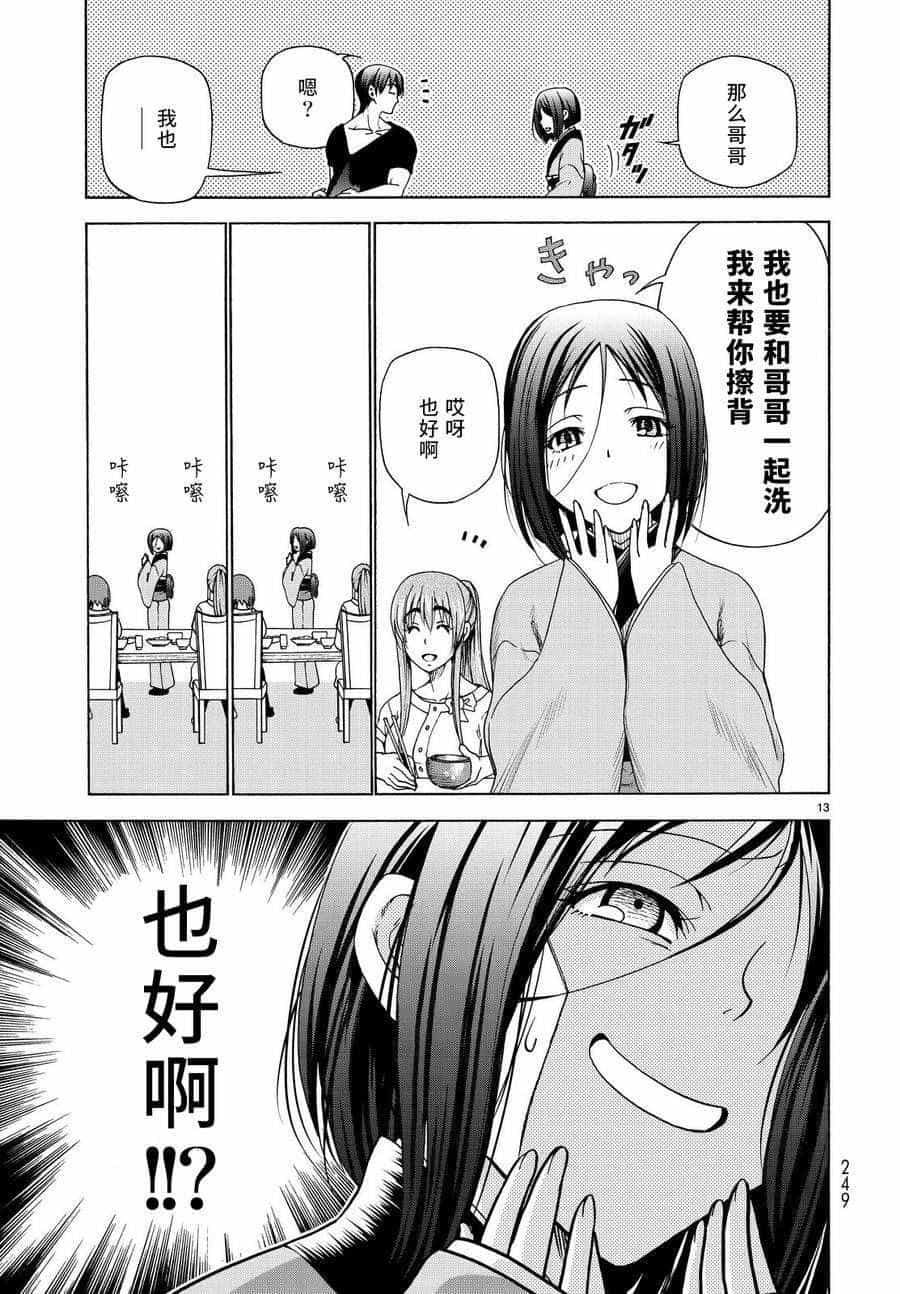 那么哥哥
ガタッ
嗯？
我也
——
我也要和哥哥一起洗
我来帮你擦背
きゃっ
哎呀
也好啊
咔嚓
咔嚓
咔嚓
咔嚓
13
也好啊!!?
249